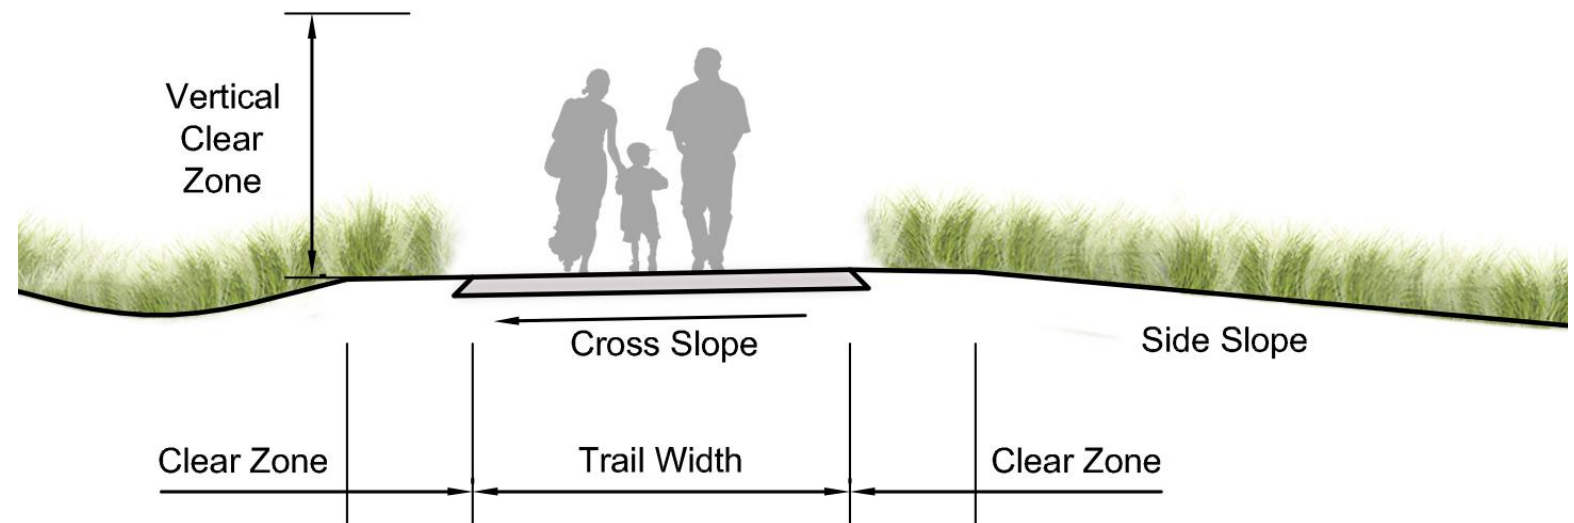 Vertical
Clear
Zone
Cross Slope
Side Slope
Clear Zone
Trail Width
Clear Zone